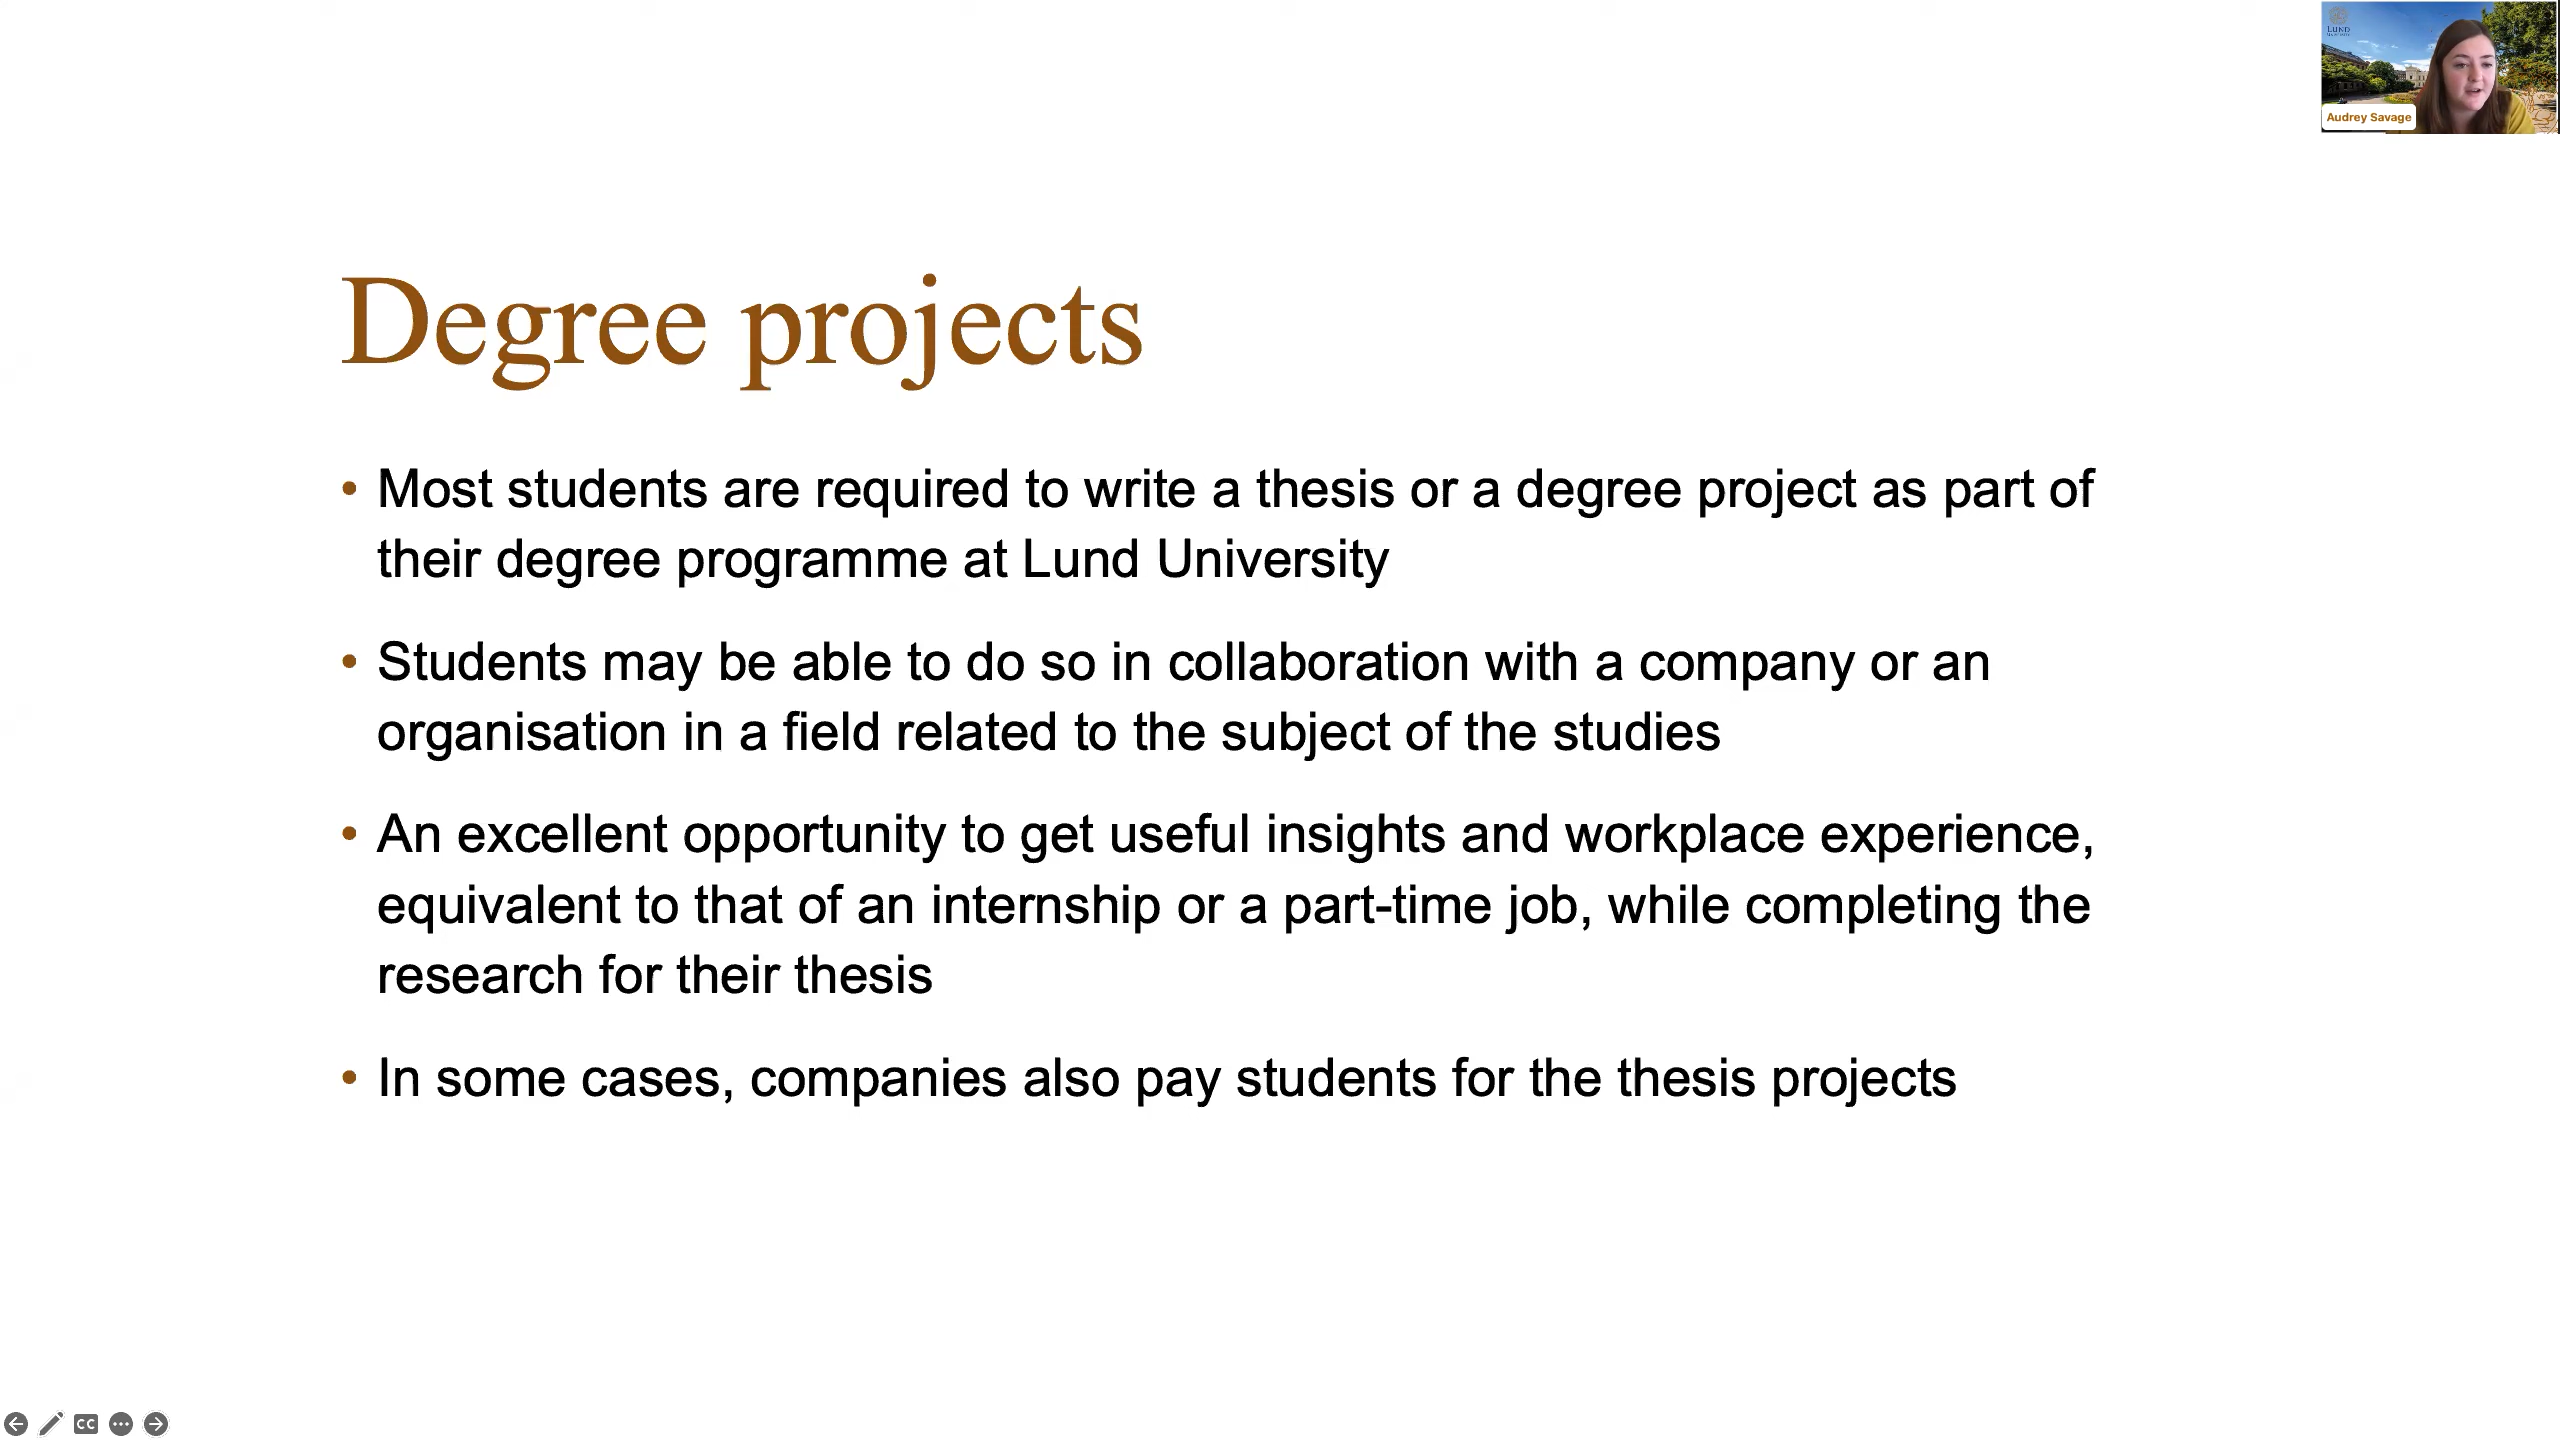 LUND
Audrey Savage
Degree projects
• Most students are required to write a thesis or a degree project as part of
their degree programme at Lund University
• Students may be able to do so in collaboration with a company or an
organisation in a field related to the subject of the studies
• An excellent opportunity to get useful insights and workplace experience,
equivalent to that of an internship or a part-time job, while completing the
research for their thesis
• In some cases, companies also pay students for the thesis projects
CC